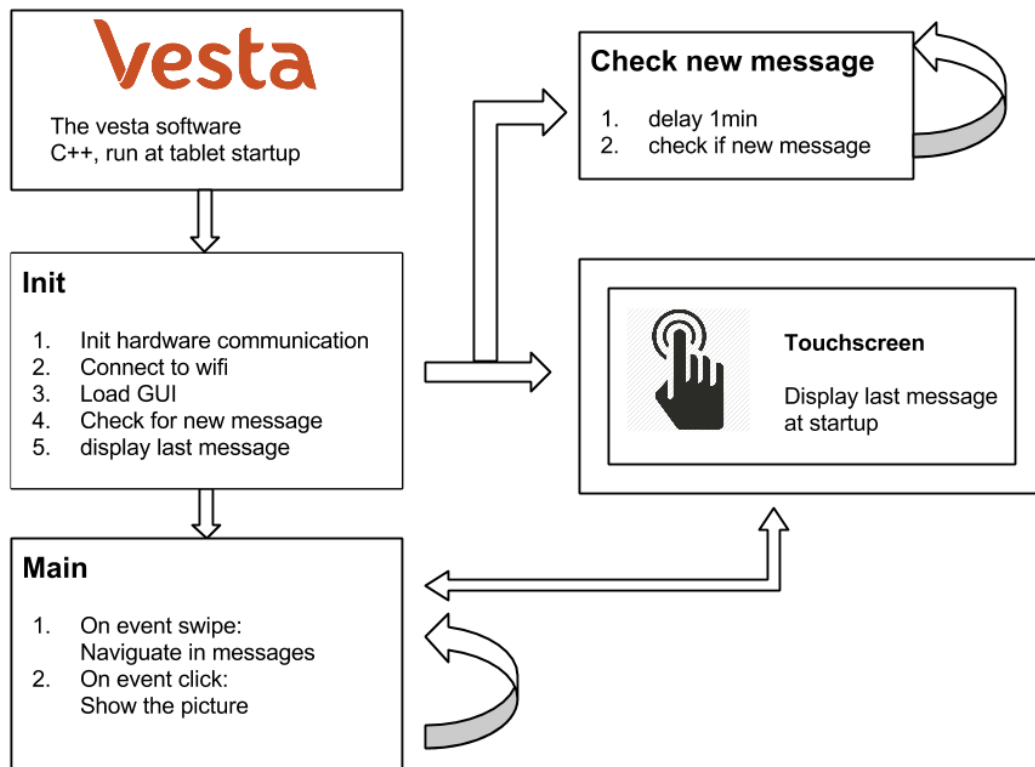 Vesta
The vesta software
C++, run at tablet startup
Check new message
1. delay 1min
2. check if new message
Init
1. Init hardware communication
2. Connect to wifi
3. Load GUI
4. Check for new message
5. display last message
Touchscreen
Display last message
at startup
Main
1. On event swipe:
Naviguate in messages
2. On event click:
Show the picture